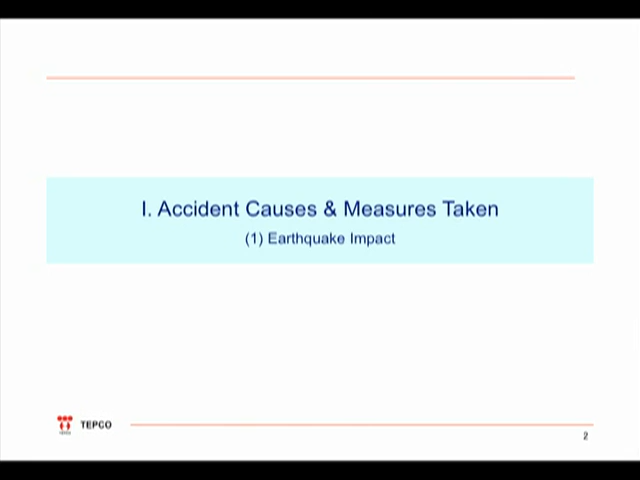 I. Accident Causes & Measures Taken
(1) Earthquake Impact
TEPCO
2